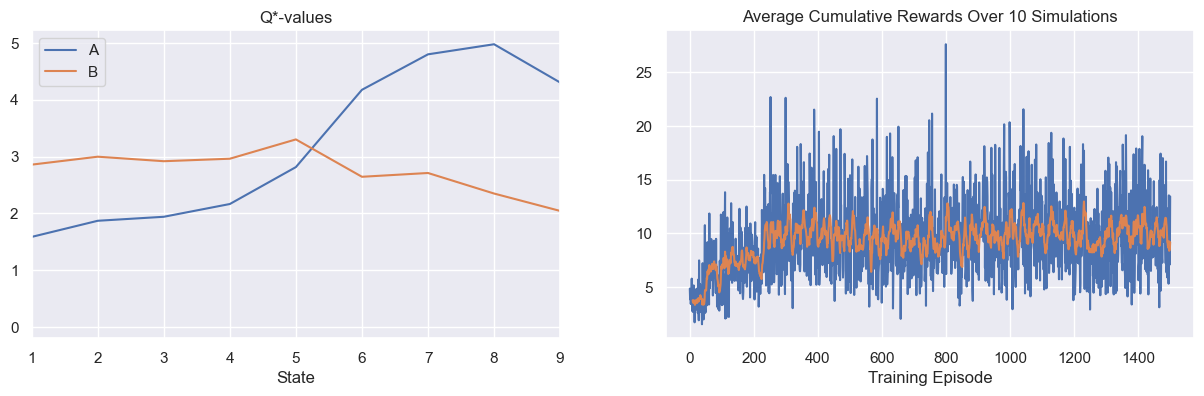 Q*-values
A
B
5
4
3
2
1
0
1 2 3 4 5 6 7 8 9
State
Average Cumulative Rewards Over 10 Simulations
25
20
15
10
5
0 200 400 600 800 1000 1200 1400
Training Episode